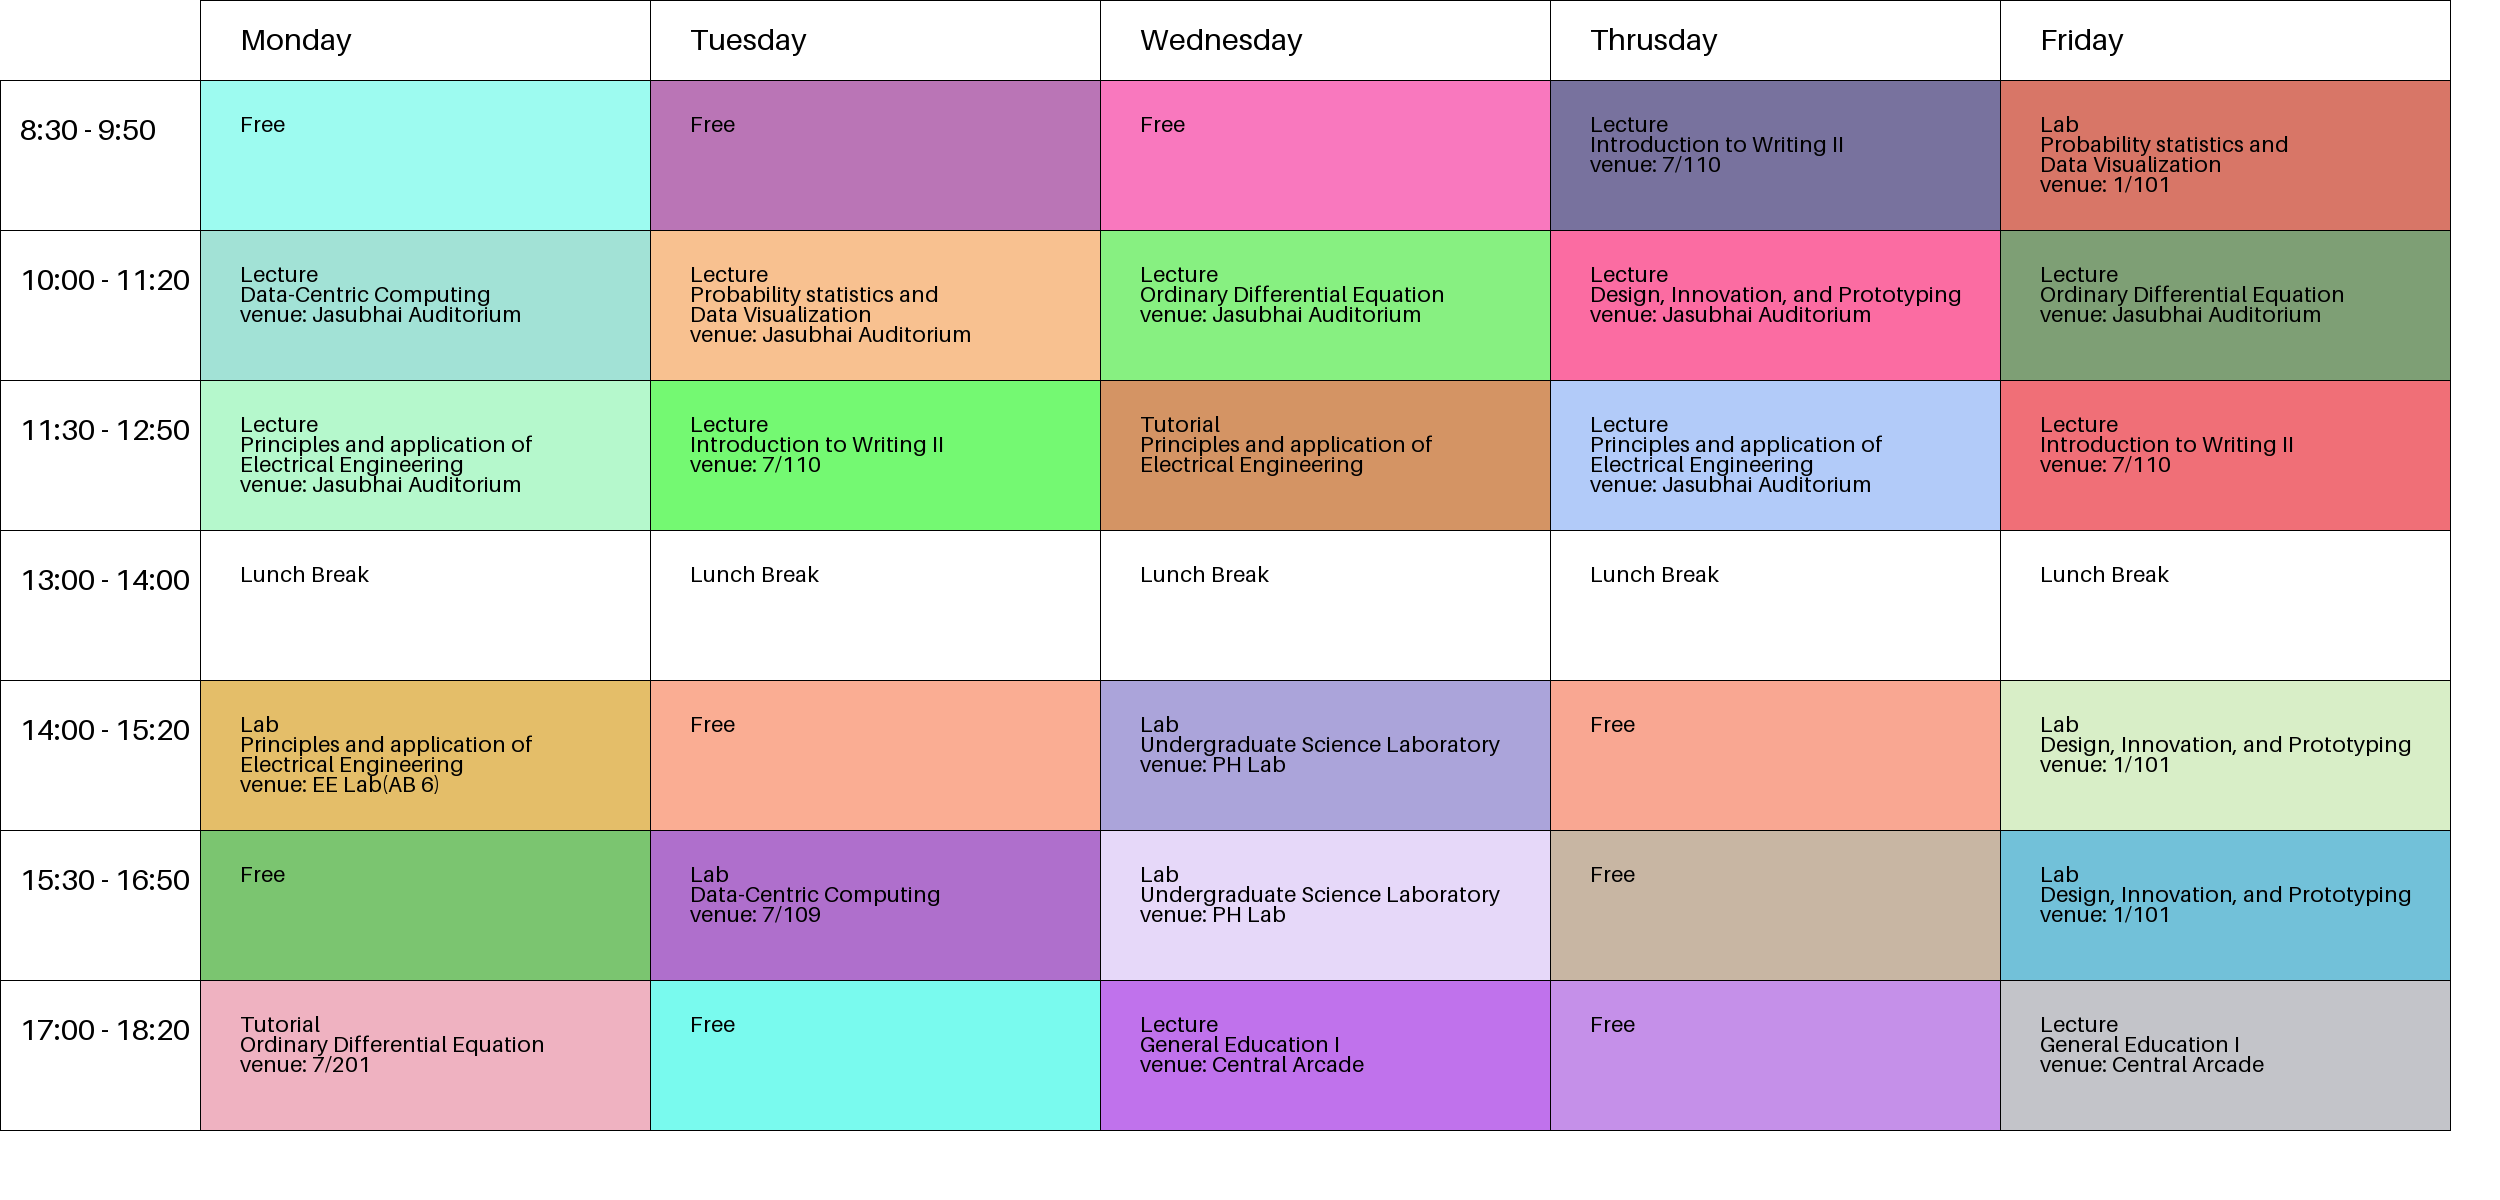 Monday
Tuesday
Wednesday
Thrusday
Friday
8:30 - 9:50
Free
Free
Free
Lecture
Introduction to Writing II
venue: 7/110
Lab
Probability statistics and
Data Visualization
venue: 1/101
10:00 - 11:20
Lecture
Data-Centric Computing
venue: Jasubhai Auditorium
Lecture
Probability statistics and
Data Visualization
venue: Jasubhai Auditorium
Lecture
Ordinary Differential Equation
venue: Jasubhai Auditorium
Lecture
Design, Innovation, and Prototyping
venue: Jasubhai Auditorium
Lecture
Ordinary Differential Equation
venue: Jasubhai Auditorium
11:30 - 12:50
Lecture
Principles and application of
Electrical Engineering
venue: Jasubhai Auditorium
Lecture
Introduction to Writing II
venue: 7/110
Tutorial
Principles and application of
Electrical Engineering
Lecture
Principles and application of
Electrical Engineering
venue: Jasubhai Auditorium
Lecture
Introduction to Writing II
venue: 7/110
13:00 - 14:00
Lunch Break
Lunch Break
Lunch Break
Lunch Break
Lunch Break
14:00 - 15:20
Lab
Principles and application of
Electrical Engineering
venue: EE Lab(AB 6)
Free
Lab
Undergraduate Science Laboratory
venue: PH Lab
Free
Lab
Design, Innovation, and Prototyping
venue: 1/101
15:30 - 16:50
Free
Lab
Data-Centric Computing
venue: 7/109
Lab
Undergraduate Science Laboratory
venue: PH Lab
Free
Lab
Design, Innovation, and Prototyping
venue: 1/101
17:00 - 18:20
Tutorial
Ordinary Differential Equation
venue: 7/201
Free
Lecture
General Education I
venue: Central Arcade
Free
Lecture
General Education I
venue: Central Arcade